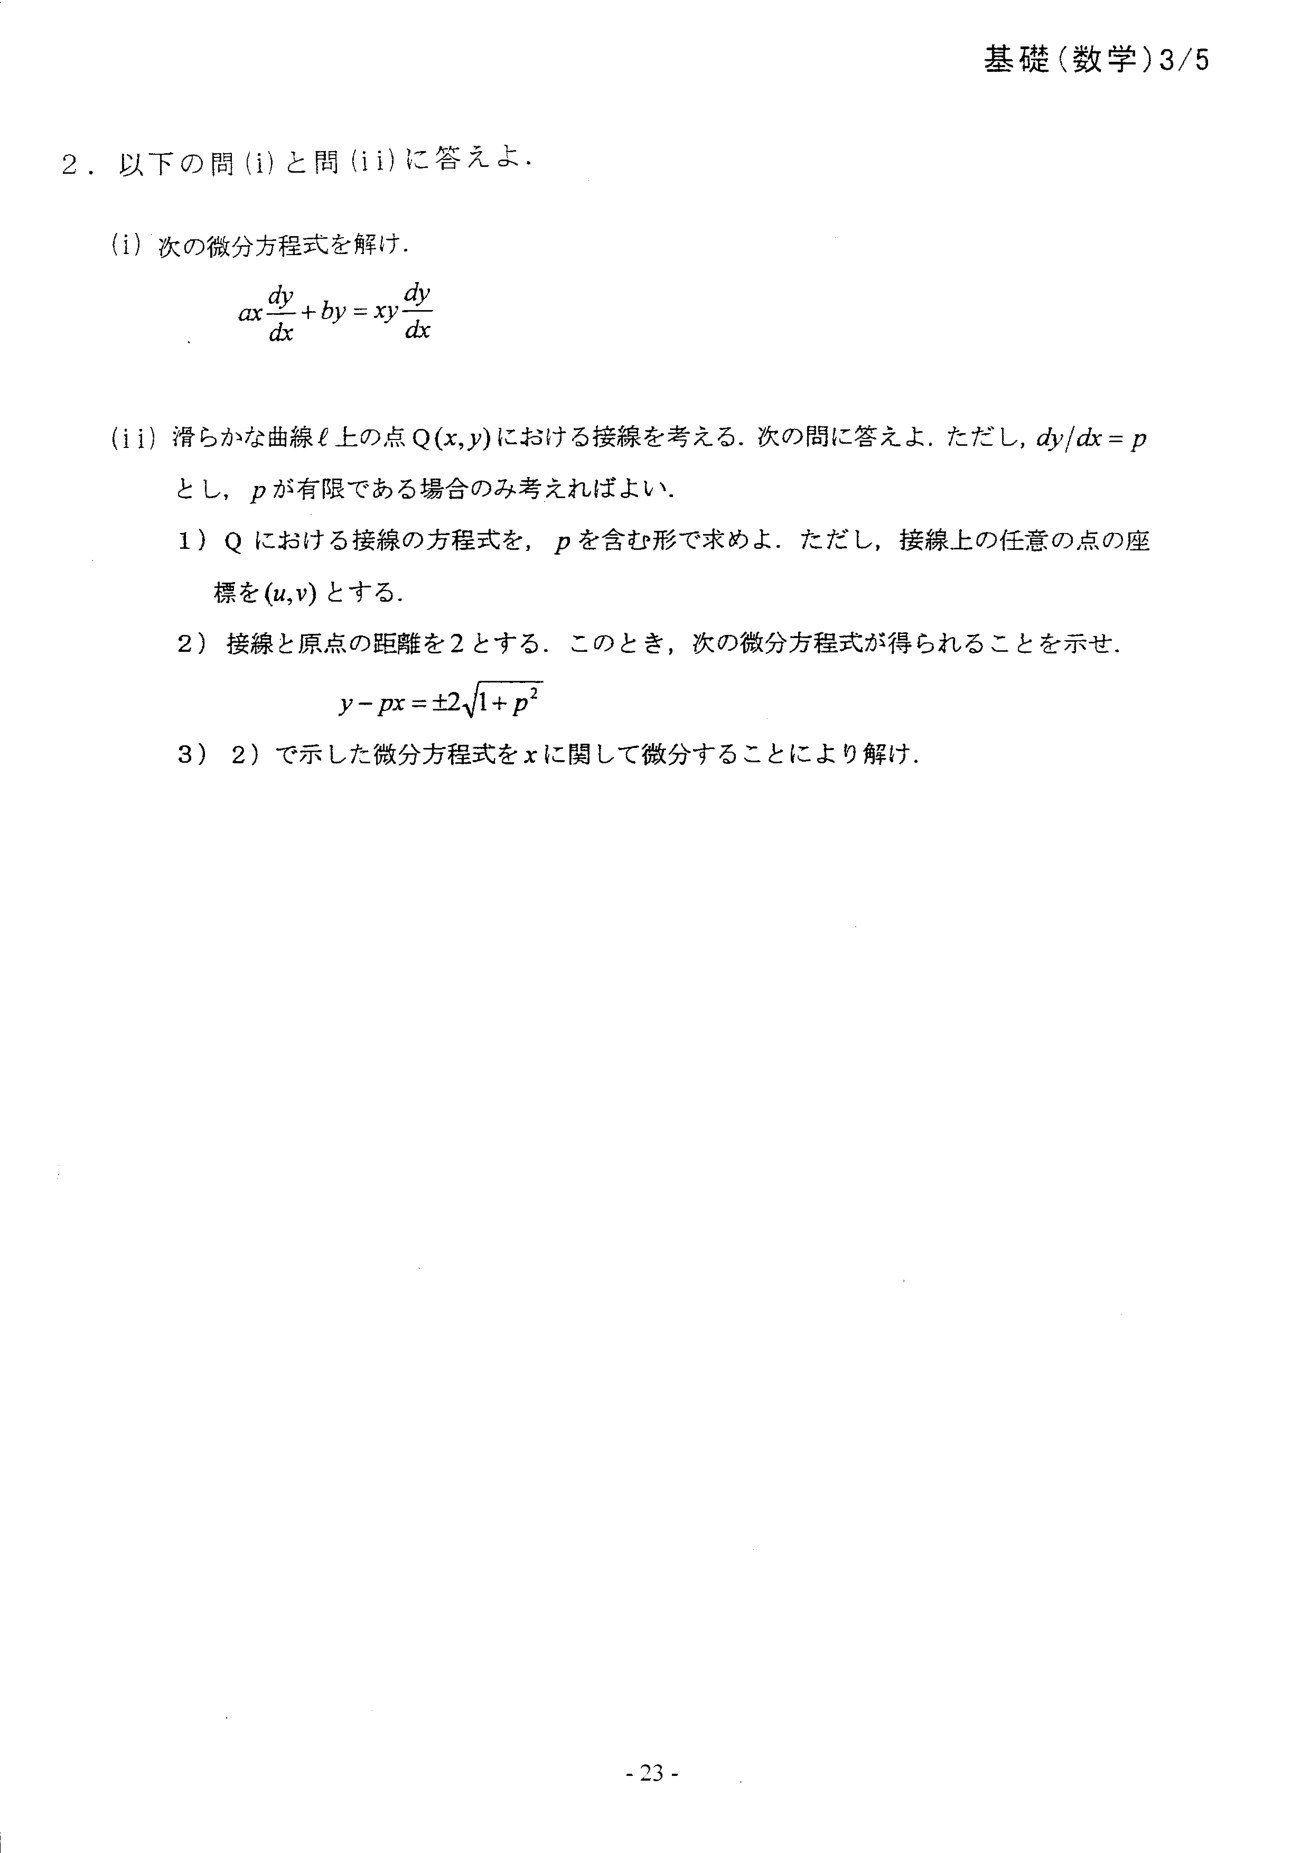 基礎(数学)3/5
2．以下の問(i)と問(ii)に答えよ．
(i) 次の微分方程式を解け．
ax dy/dx + by = xy dy/dx
(ii) 滑らかな曲線ℓ上の点Q(x,y)における接線を考える．次の問に答えよ．ただし，dy/dx = p
とし，pが有限である場合のみ考えればよい．
1) Q における接線の方程式を，pを含む形で求めよ．ただし，接線上の任意の点の座
標を(u,v)とする．
2) 接線と原点の距離を2とする．このとき，次の微分方程式が得られることを示せ．
y − px = ±2√(1+p²)
3) 2) で示した微分方程式をxに関して微分することにより解け．
- 23 -